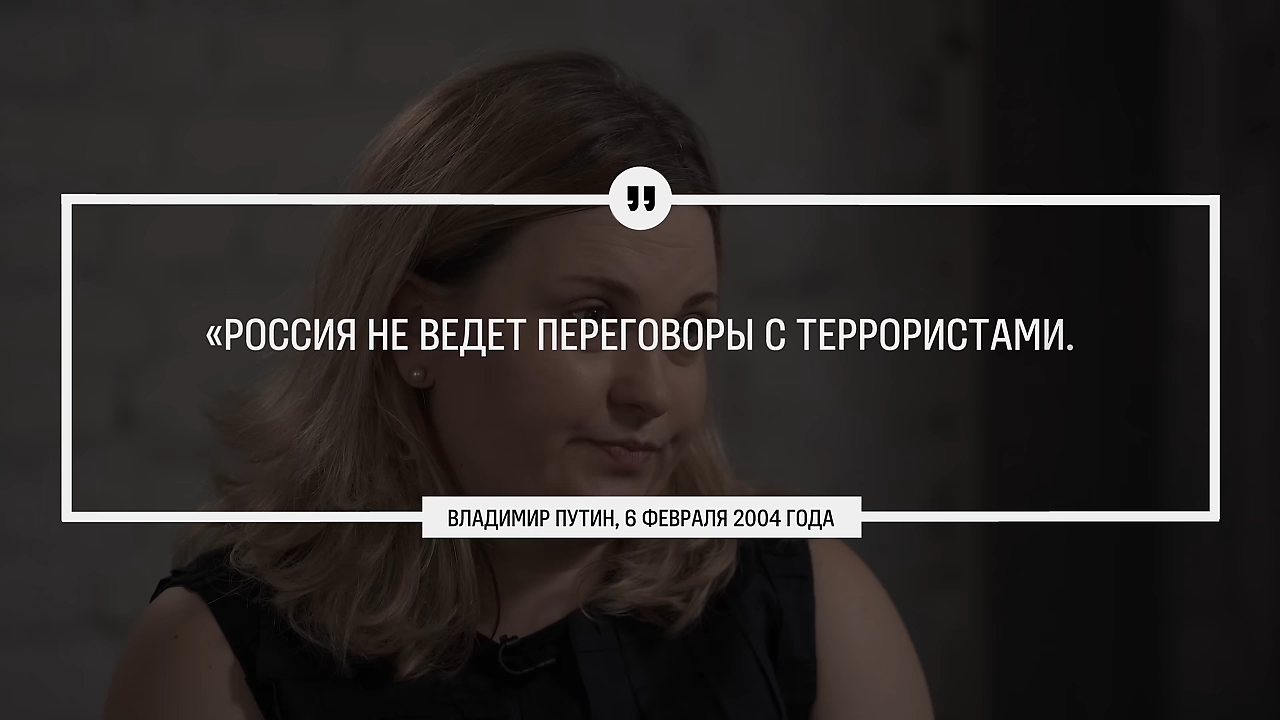 «РОССИЯ НЕ ВЕДЕТ ПЕРЕГОВОРЫ С ТЕРРОРИСТАМИ.
ВЛАДИМИР ПУТИН, 6 ФЕВРАЛЯ 2004 ГОДА